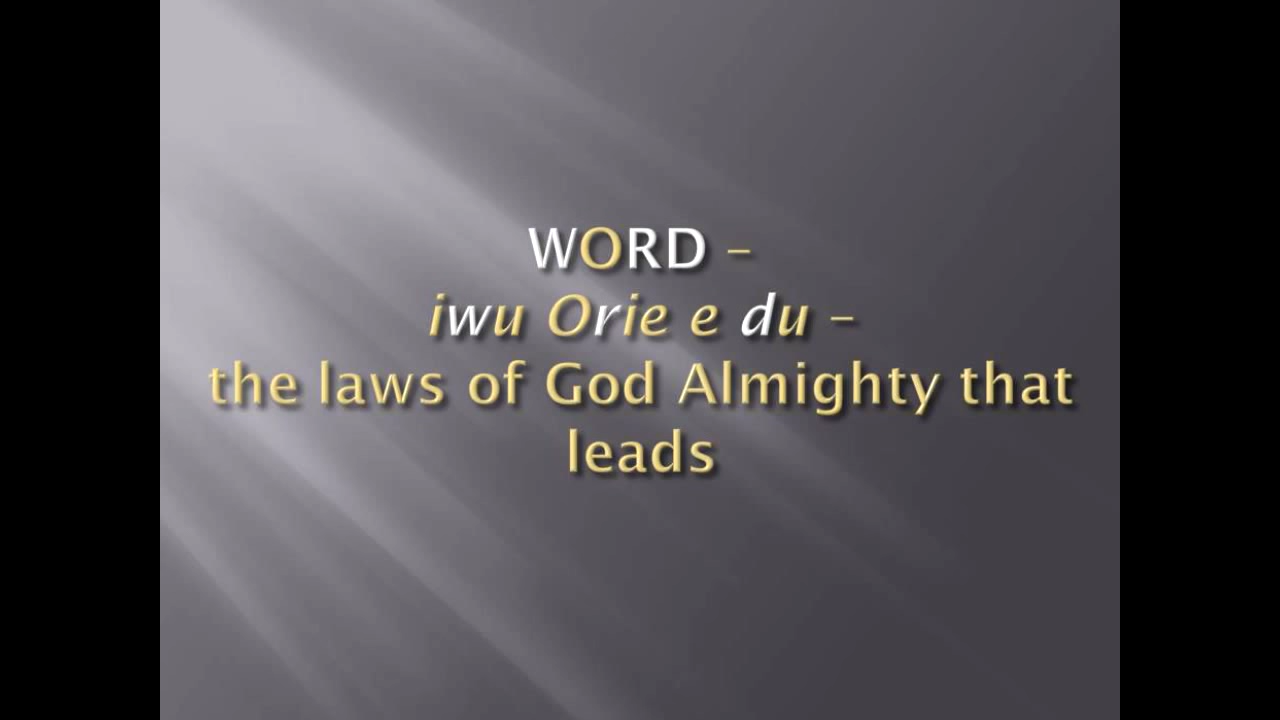 WORD –
iwu Orie e du –
the laws of God Almighty that
leads